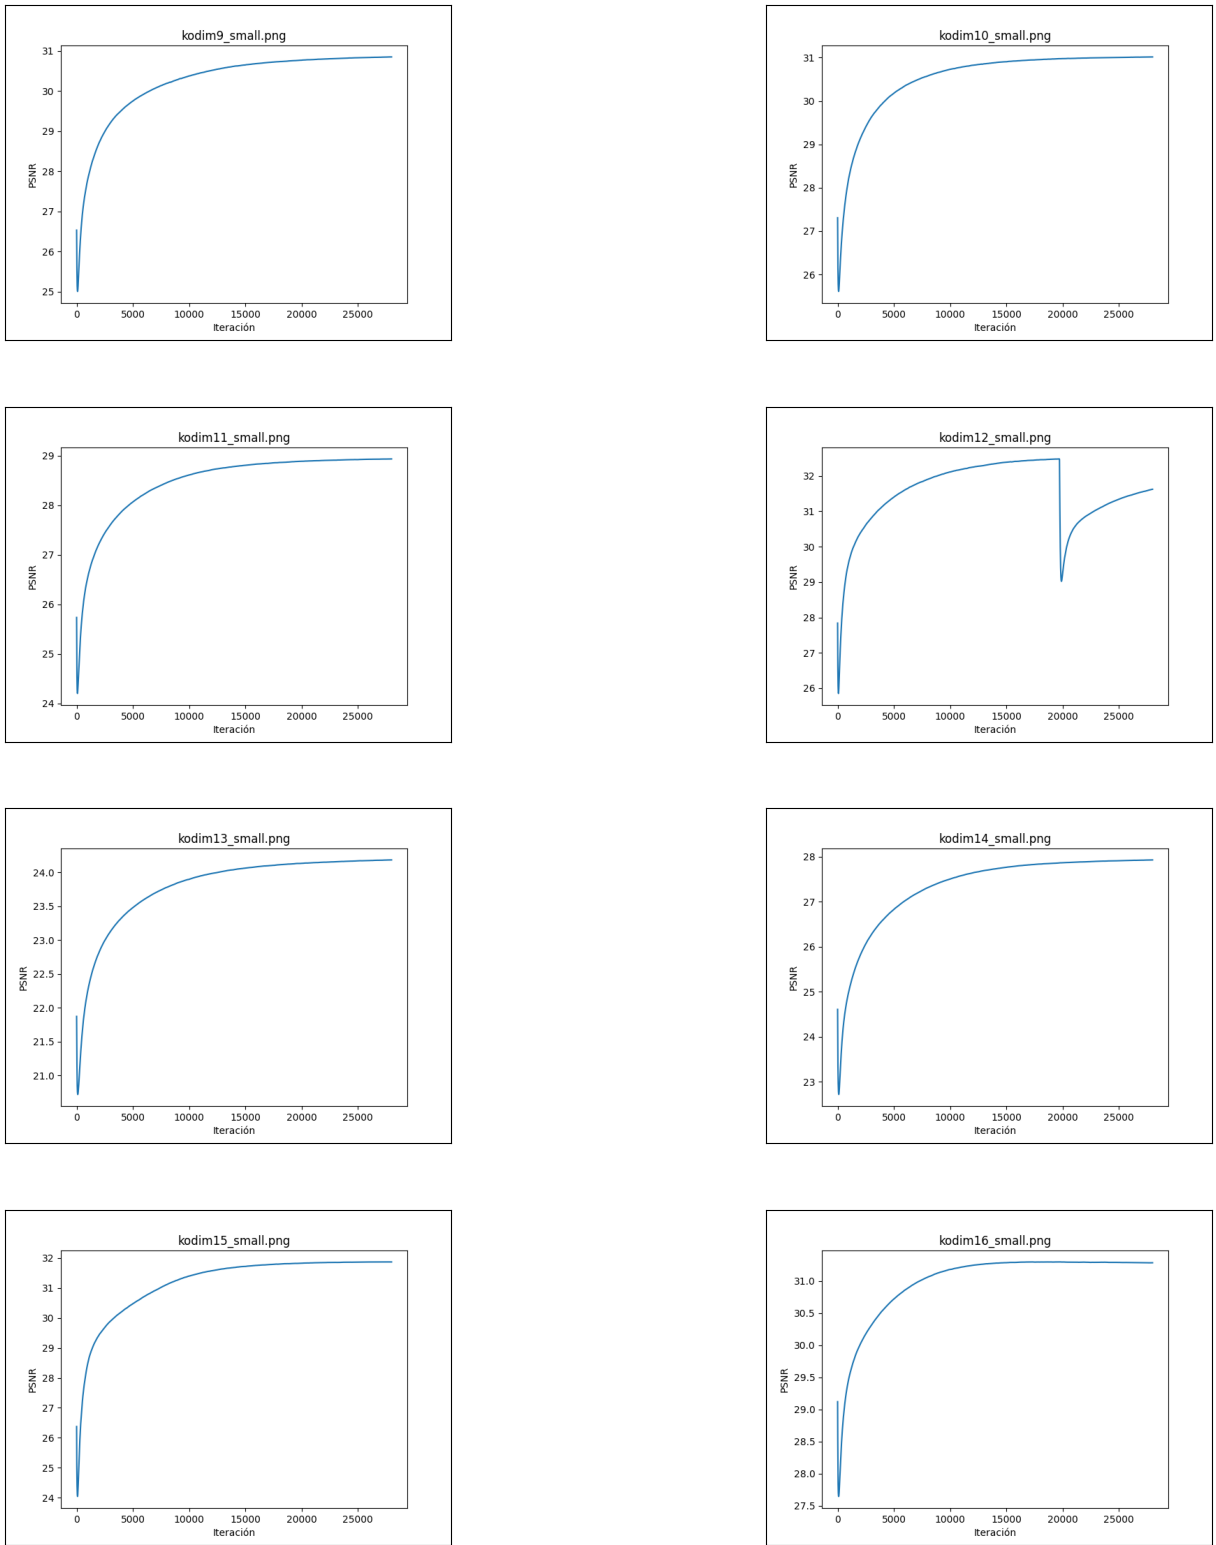 kodim9_small.png
31
30
29
28
27
26
25
PSNR
0 5000 10000 15000 20000 25000
Iteración
kodim10_small.png
31
30
29
28
27
26
PSNR
0 5000 10000 15000 20000 25000
Iteración
kodim11_small.png
29
28
27
26
25
24
PSNR
0 5000 10000 15000 20000 25000
Iteración
kodim12_small.png
32
31
30
29
28
27
26
PSNR
0 5000 10000 15000 20000 25000
Iteración
kodim13_small.png
24.0
23.5
23.0
22.5
22.0
21.5
21.0
PSNR
0 5000 10000 15000 20000 25000
Iteración
kodim14_small.png
28
27
26
25
24
23
PSNR
0 5000 10000 15000 20000 25000
Iteración
kodim15_small.png
32
31
30
29
28
27
26
25
24
PSNR
0 5000 10000 15000 20000 25000
Iteración
kodim16_small.png
31.0
30.5
30.0
29.5
29.0
28.5
28.0
27.5
PSNR
0 5000 10000 15000 20000 25000
Iteración